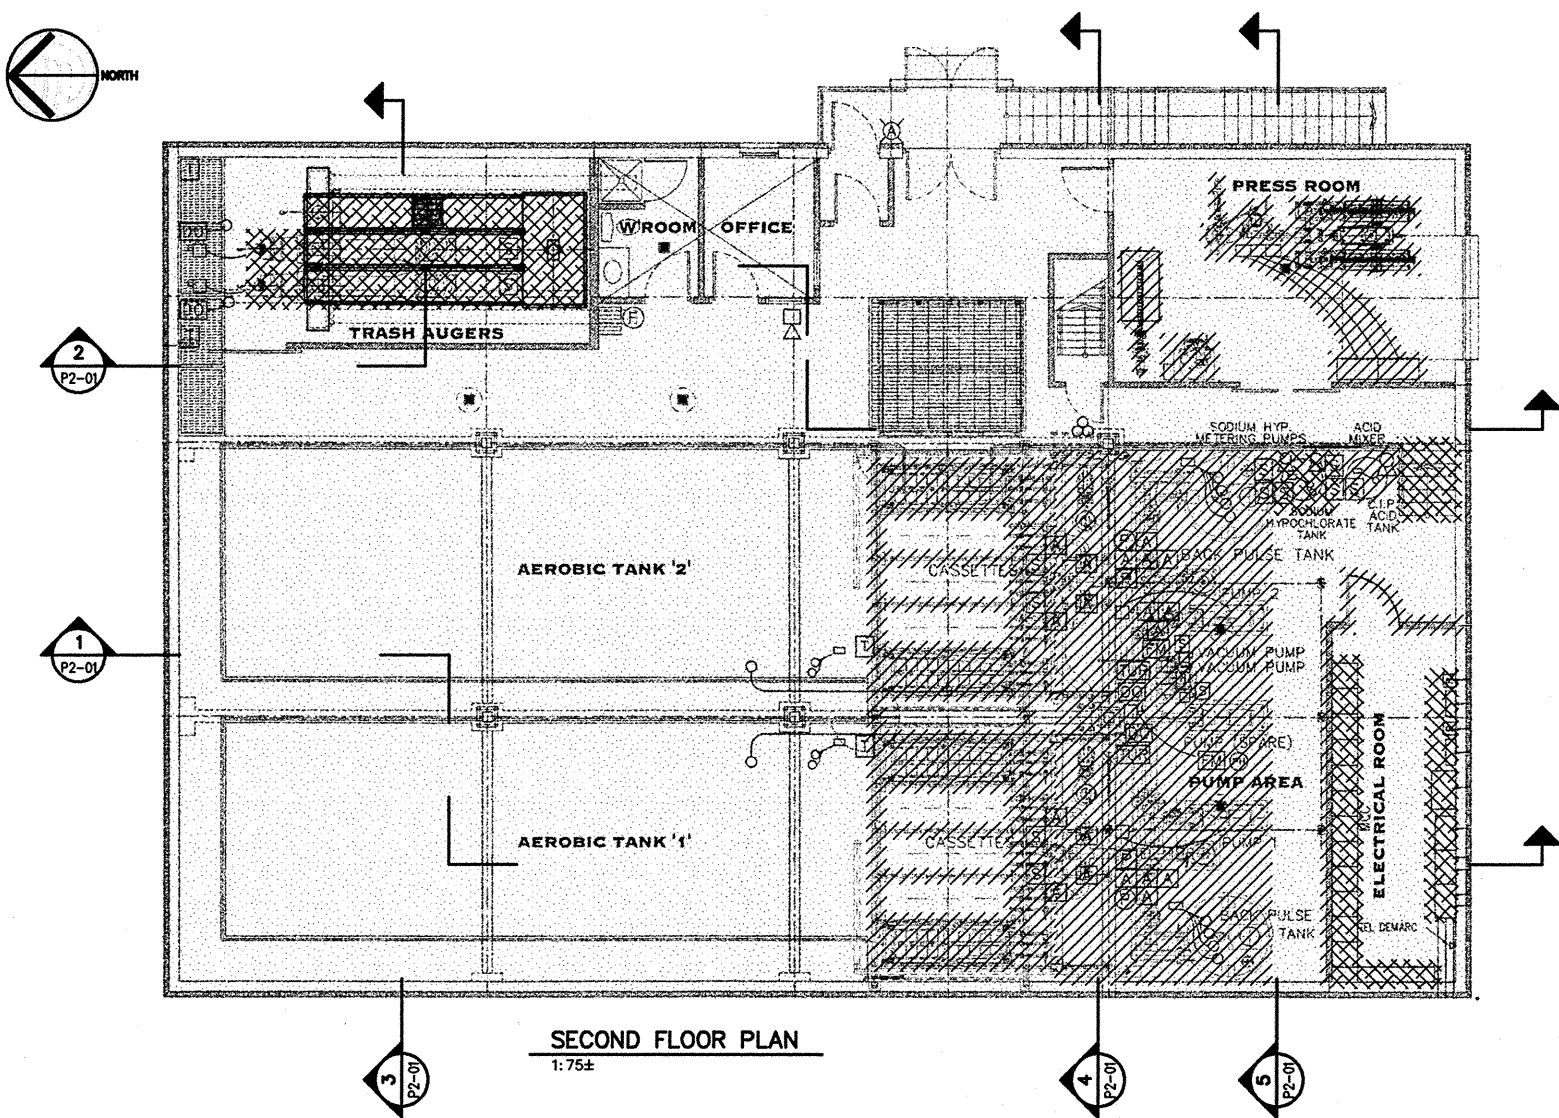 NORTH
PRESS ROOM
W ROOM
OFFICE
TRASH AUGERS
2
P2-01
SODIUM HYP.
METERING PUMPS
ACID
MIXER
SODIUM
HYPOCHLORATE
TANK
C.I.P.
ACID
TANK
AEROBIC TANK '2'
CASSETTES
BACK PULSE TANK
PUMP 2
1
P2-01
VACUUM PUMP
VACUUM PUMP
PUMP (SPARE)
PUMP AREA
MCC
ELECTRICAL ROOM
AEROBIC TANK '1'
CASSETTES
PUMP 1
BACK PULSE
TANK
TEL DEMARC
SECOND FLOOR PLAN
1:75±
3
P2-01
4
P2-01
5
P2-01